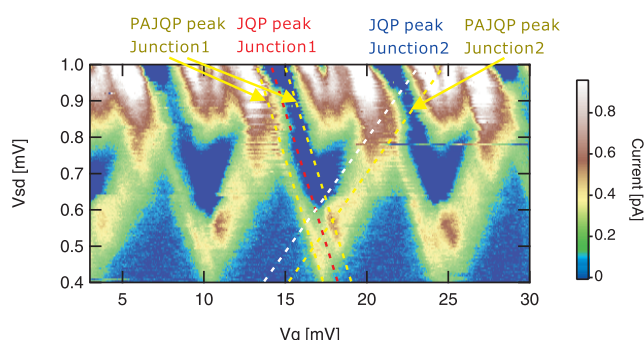 PAJQP peak
Junction1
JQP peak
Junction1
JQP peak
Junction2
PAJQP peak
Junction2
1.0
0.9
0.8
0.7
0.6
0.5
0.4
Vsd [mV]
5
10
15
20
25
30
Vg [mV]
0.8
0.6
0.4
0.2
0
Current [pA]